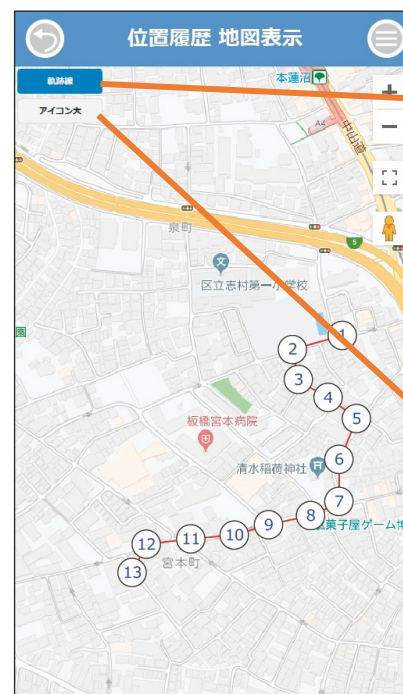 位置履歴 地図表示
軌跡線
アイコン大
本蓮沼
A4
中山道
泉町
5
区立志村第一小学校
園
1
2
3
4
5
板橋宮本病院
6
清水稲荷神社
7
8
菓子屋ゲーム博
9
10
11
12
宮本町
13